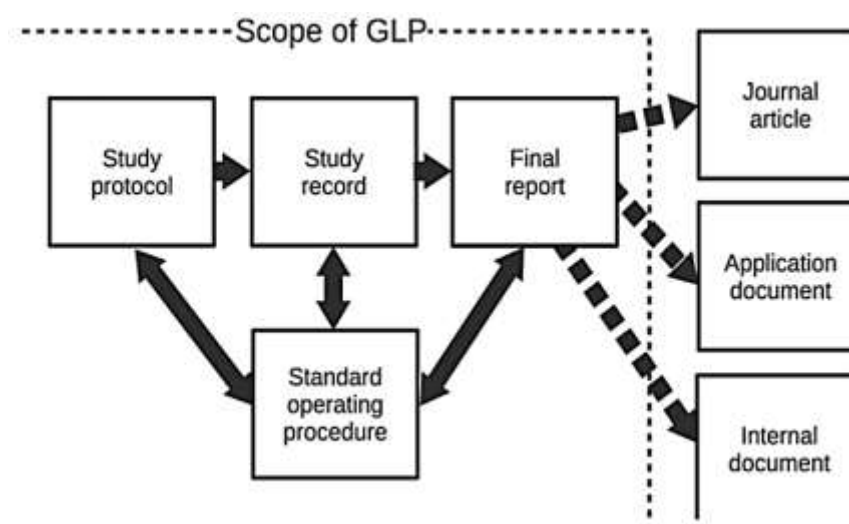 Scope of GLP
Study
protocol
Study
record
Final
report
Standard
operating
procedure
Journal
article
Application
document
Internal
document